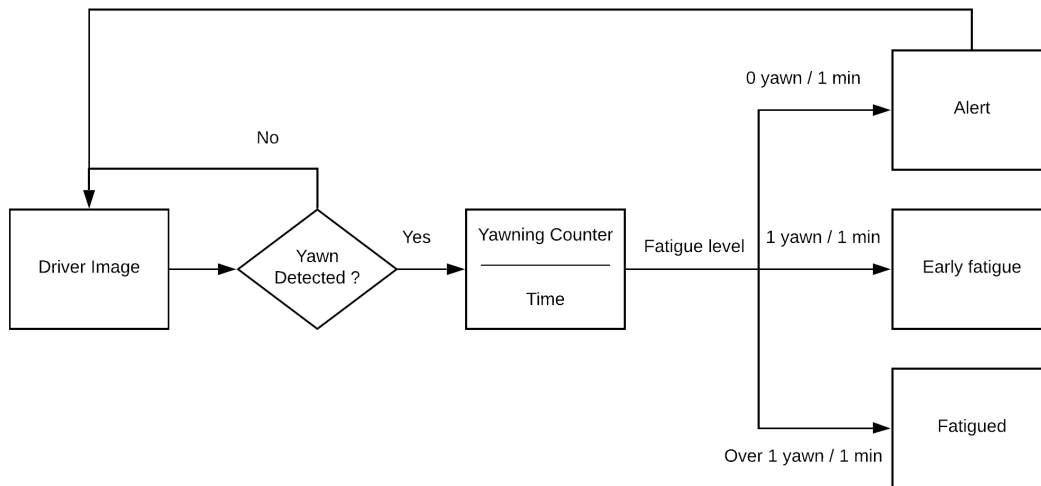 0 yawn / 1 min
Alert
No
Driver Image
Yawn
Detected ?
Yes
Yawning Counter
Time
Fatigue level
1 yawn / 1 min
Early fatigue
Over 1 yawn / 1 min
Fatigued